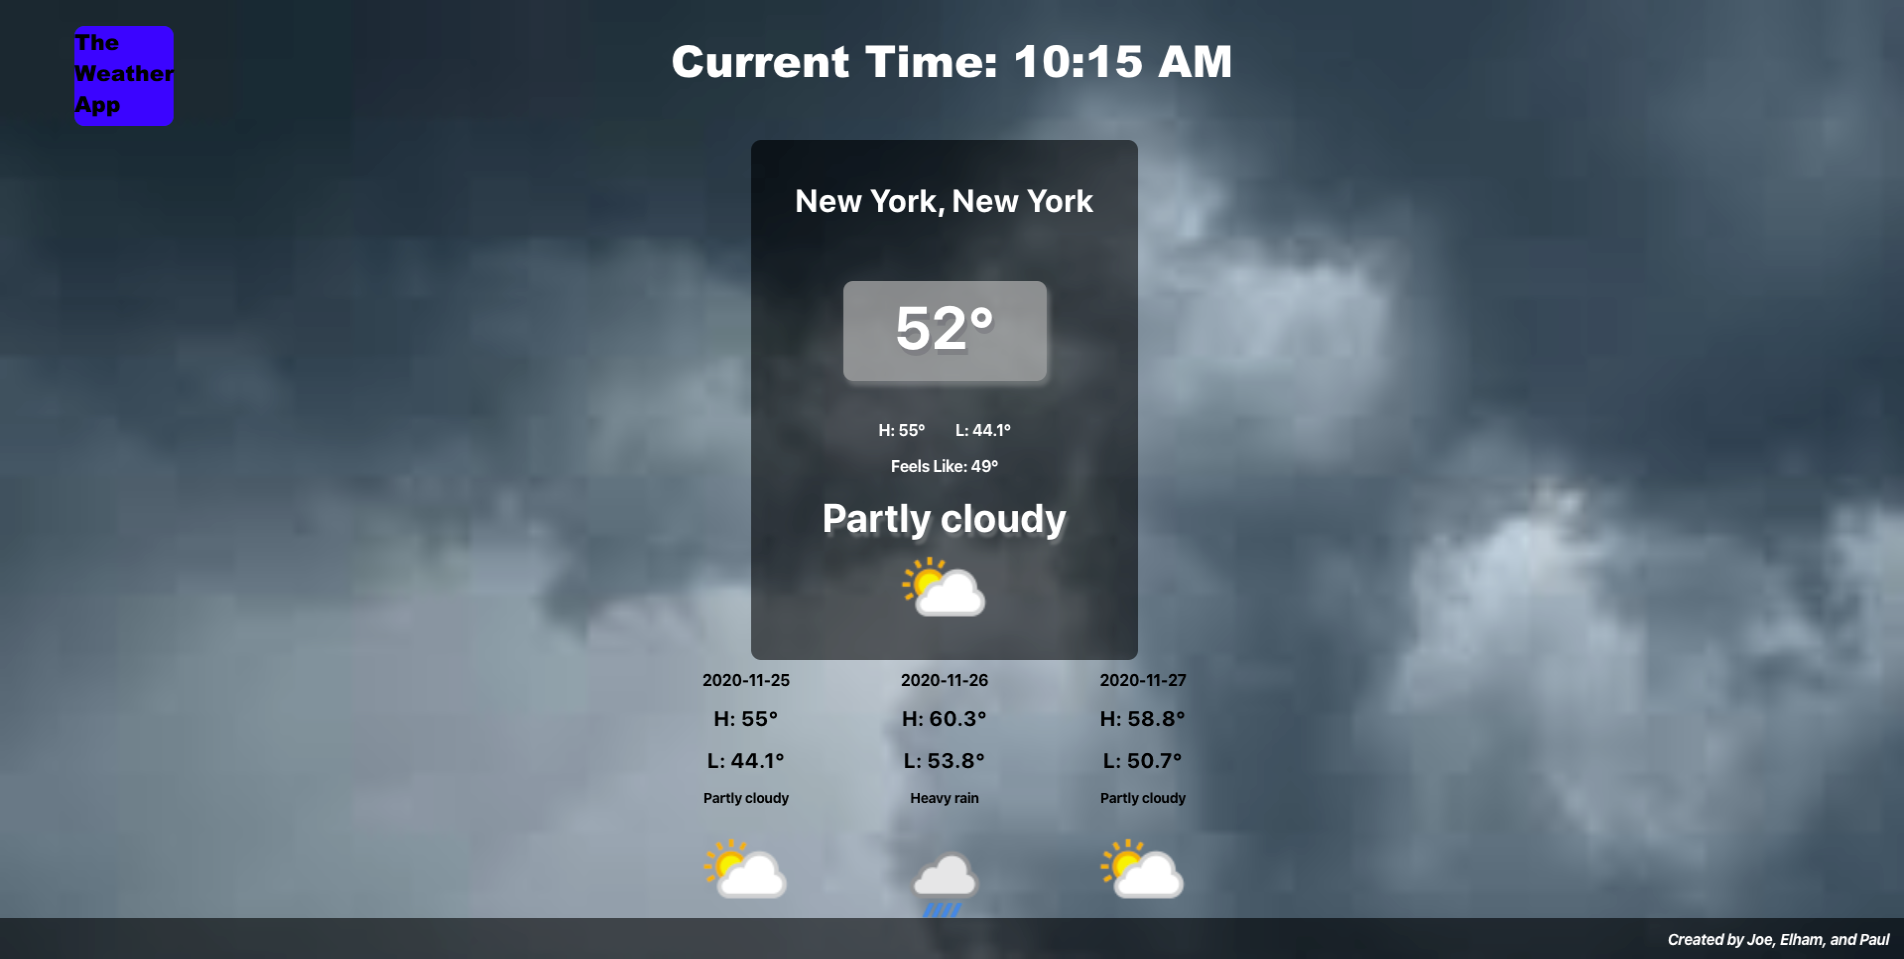 The
Weather
App
Current Time: 10:15 AM
New York, New York
52°
H: 55° L: 44.1°
Feels Like: 49°
Partly cloudy
2020-11-25 2020-11-26 2020-11-27
H: 55° H: 60.3° H: 58.8°
L: 44.1° L: 53.8° L: 50.7°
Partly cloudy Heavy rain Partly cloudy
Created by Joe, Elham, and Paul